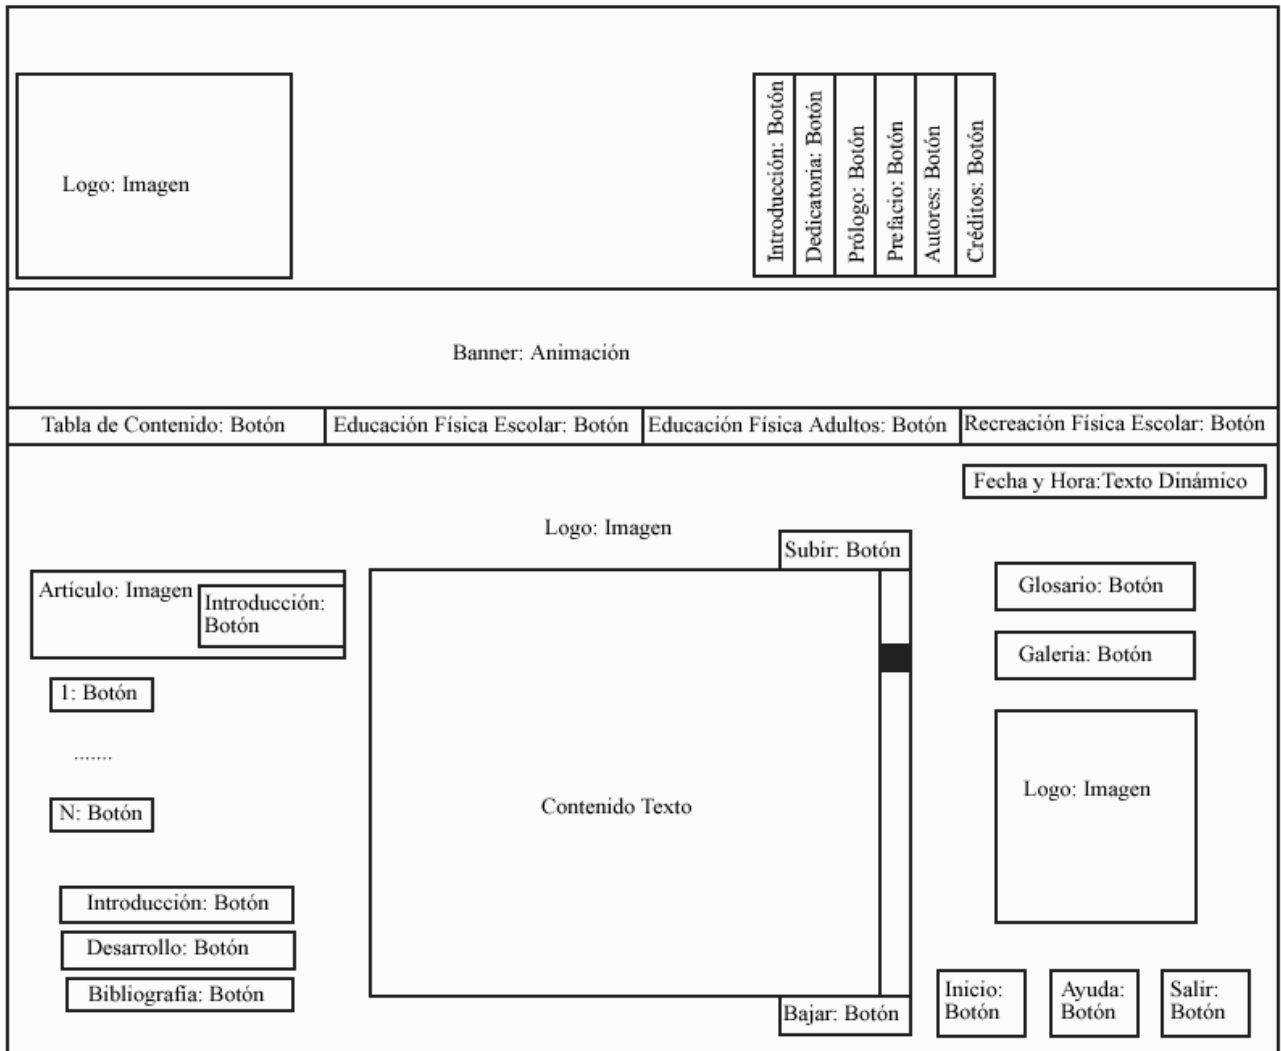 Logo: Imagen
Introducción: Botón
Dedicatoria: Botón
Prólogo: Botón
Prefacio: Botón
Autores: Botón
Créditos: Botón
Banner: Animación
Tabla de Contenido: Botón
Educación Física Escolar: Botón
Educación Física Adultos: Botón
Recreación Física Escolar: Botón
Fecha y Hora:Texto Dinámico
Logo: Imagen
Subir: Botón
Artículo: Imagen
Introducción:
Botón
1: Botón
.......
N: Botón
Introducción: Botón
Desarrollo: Botón
Bibliografía: Botón
Contenido Texto
Bajar: Botón
Glosario: Botón
Galeria: Botón
Logo: Imagen
Inicio:
Botón
Ayuda:
Botón
Salir:
Botón